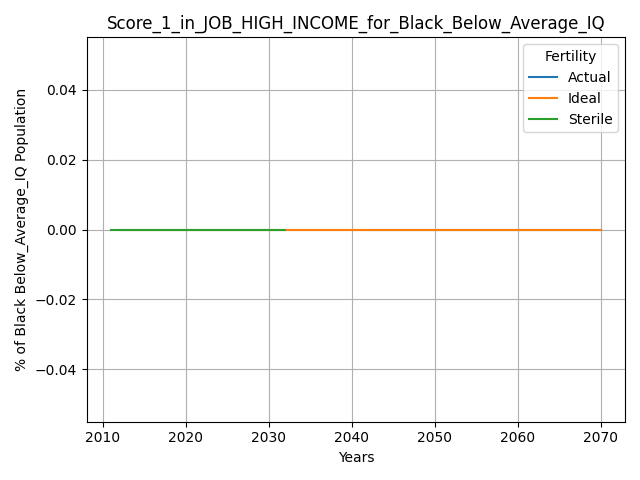 Score_1_in_JOB_HIGH_INCOME_for_Black_Below_Average_IQ
Fertility
Actual
Ideal
Sterile
% of Black Below_Average_IQ Population
0.04
0.02
0.00
−0.02
−0.04
2010 2020 2030 2040 2050 2060 2070
Years